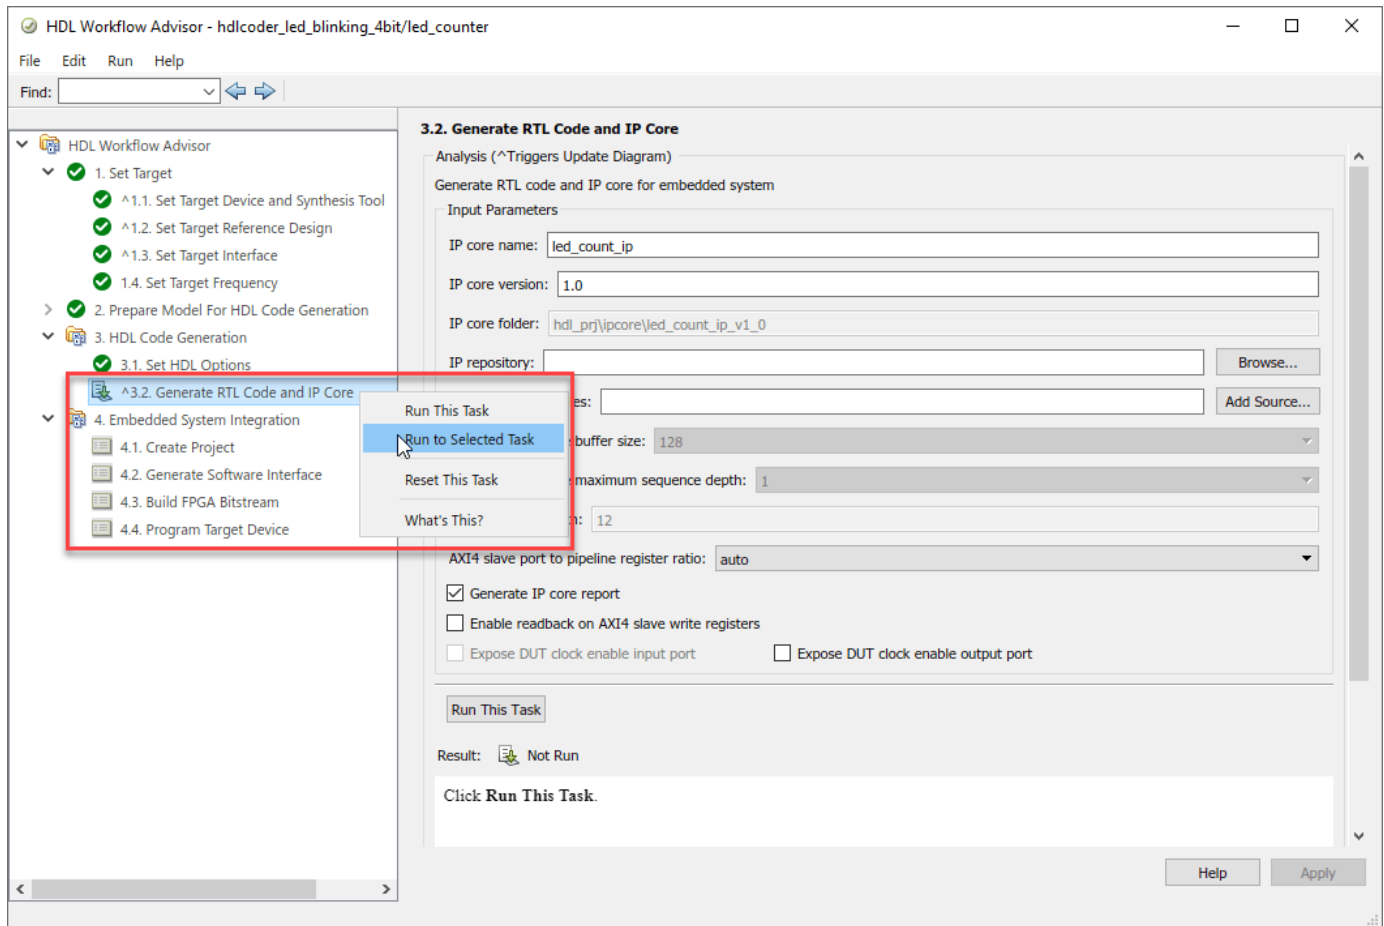 HDL Workflow Advisor - hdlcoder_led_blinking_4bit/led_counter
File Edit Run Help
Find:
HDL Workflow Advisor
1. Set Target
^1.1. Set Target Device and Synthesis Tool
^1.2. Set Target Reference Design
^1.3. Set Target Interface
1.4. Set Target Frequency
2. Prepare Model For HDL Code Generation
3. HDL Code Generation
3.1. Set HDL Options
^3.2. Generate RTL Code and IP Core
4. Embedded System Integration
4.1. Create Project
4.2. Generate Software Interface
4.3. Build FPGA Bitstream
4.4. Program Target Device
Run This Task
Run to Selected Task
Reset This Task
What's This?
3.2. Generate RTL Code and IP Core
Analysis (^Triggers Update Diagram)
Generate RTL code and IP core for embedded system
Input Parameters
IP core name: led_count_ip
IP core version: 1.0
IP core folder: hdl_prj\ipcore\led_count_ip_v1_0
IP repository: Browse...
es: Add Source...
buffer size: 128
maximum sequence depth: 1
12
AXI4 slave port to pipeline register ratio: auto
Generate IP core report
Enable readback on AXI4 slave write registers
Expose DUT clock enable input port Expose DUT clock enable output port
Run This Task
Result: Not Run
Click Run This Task.
Help Apply